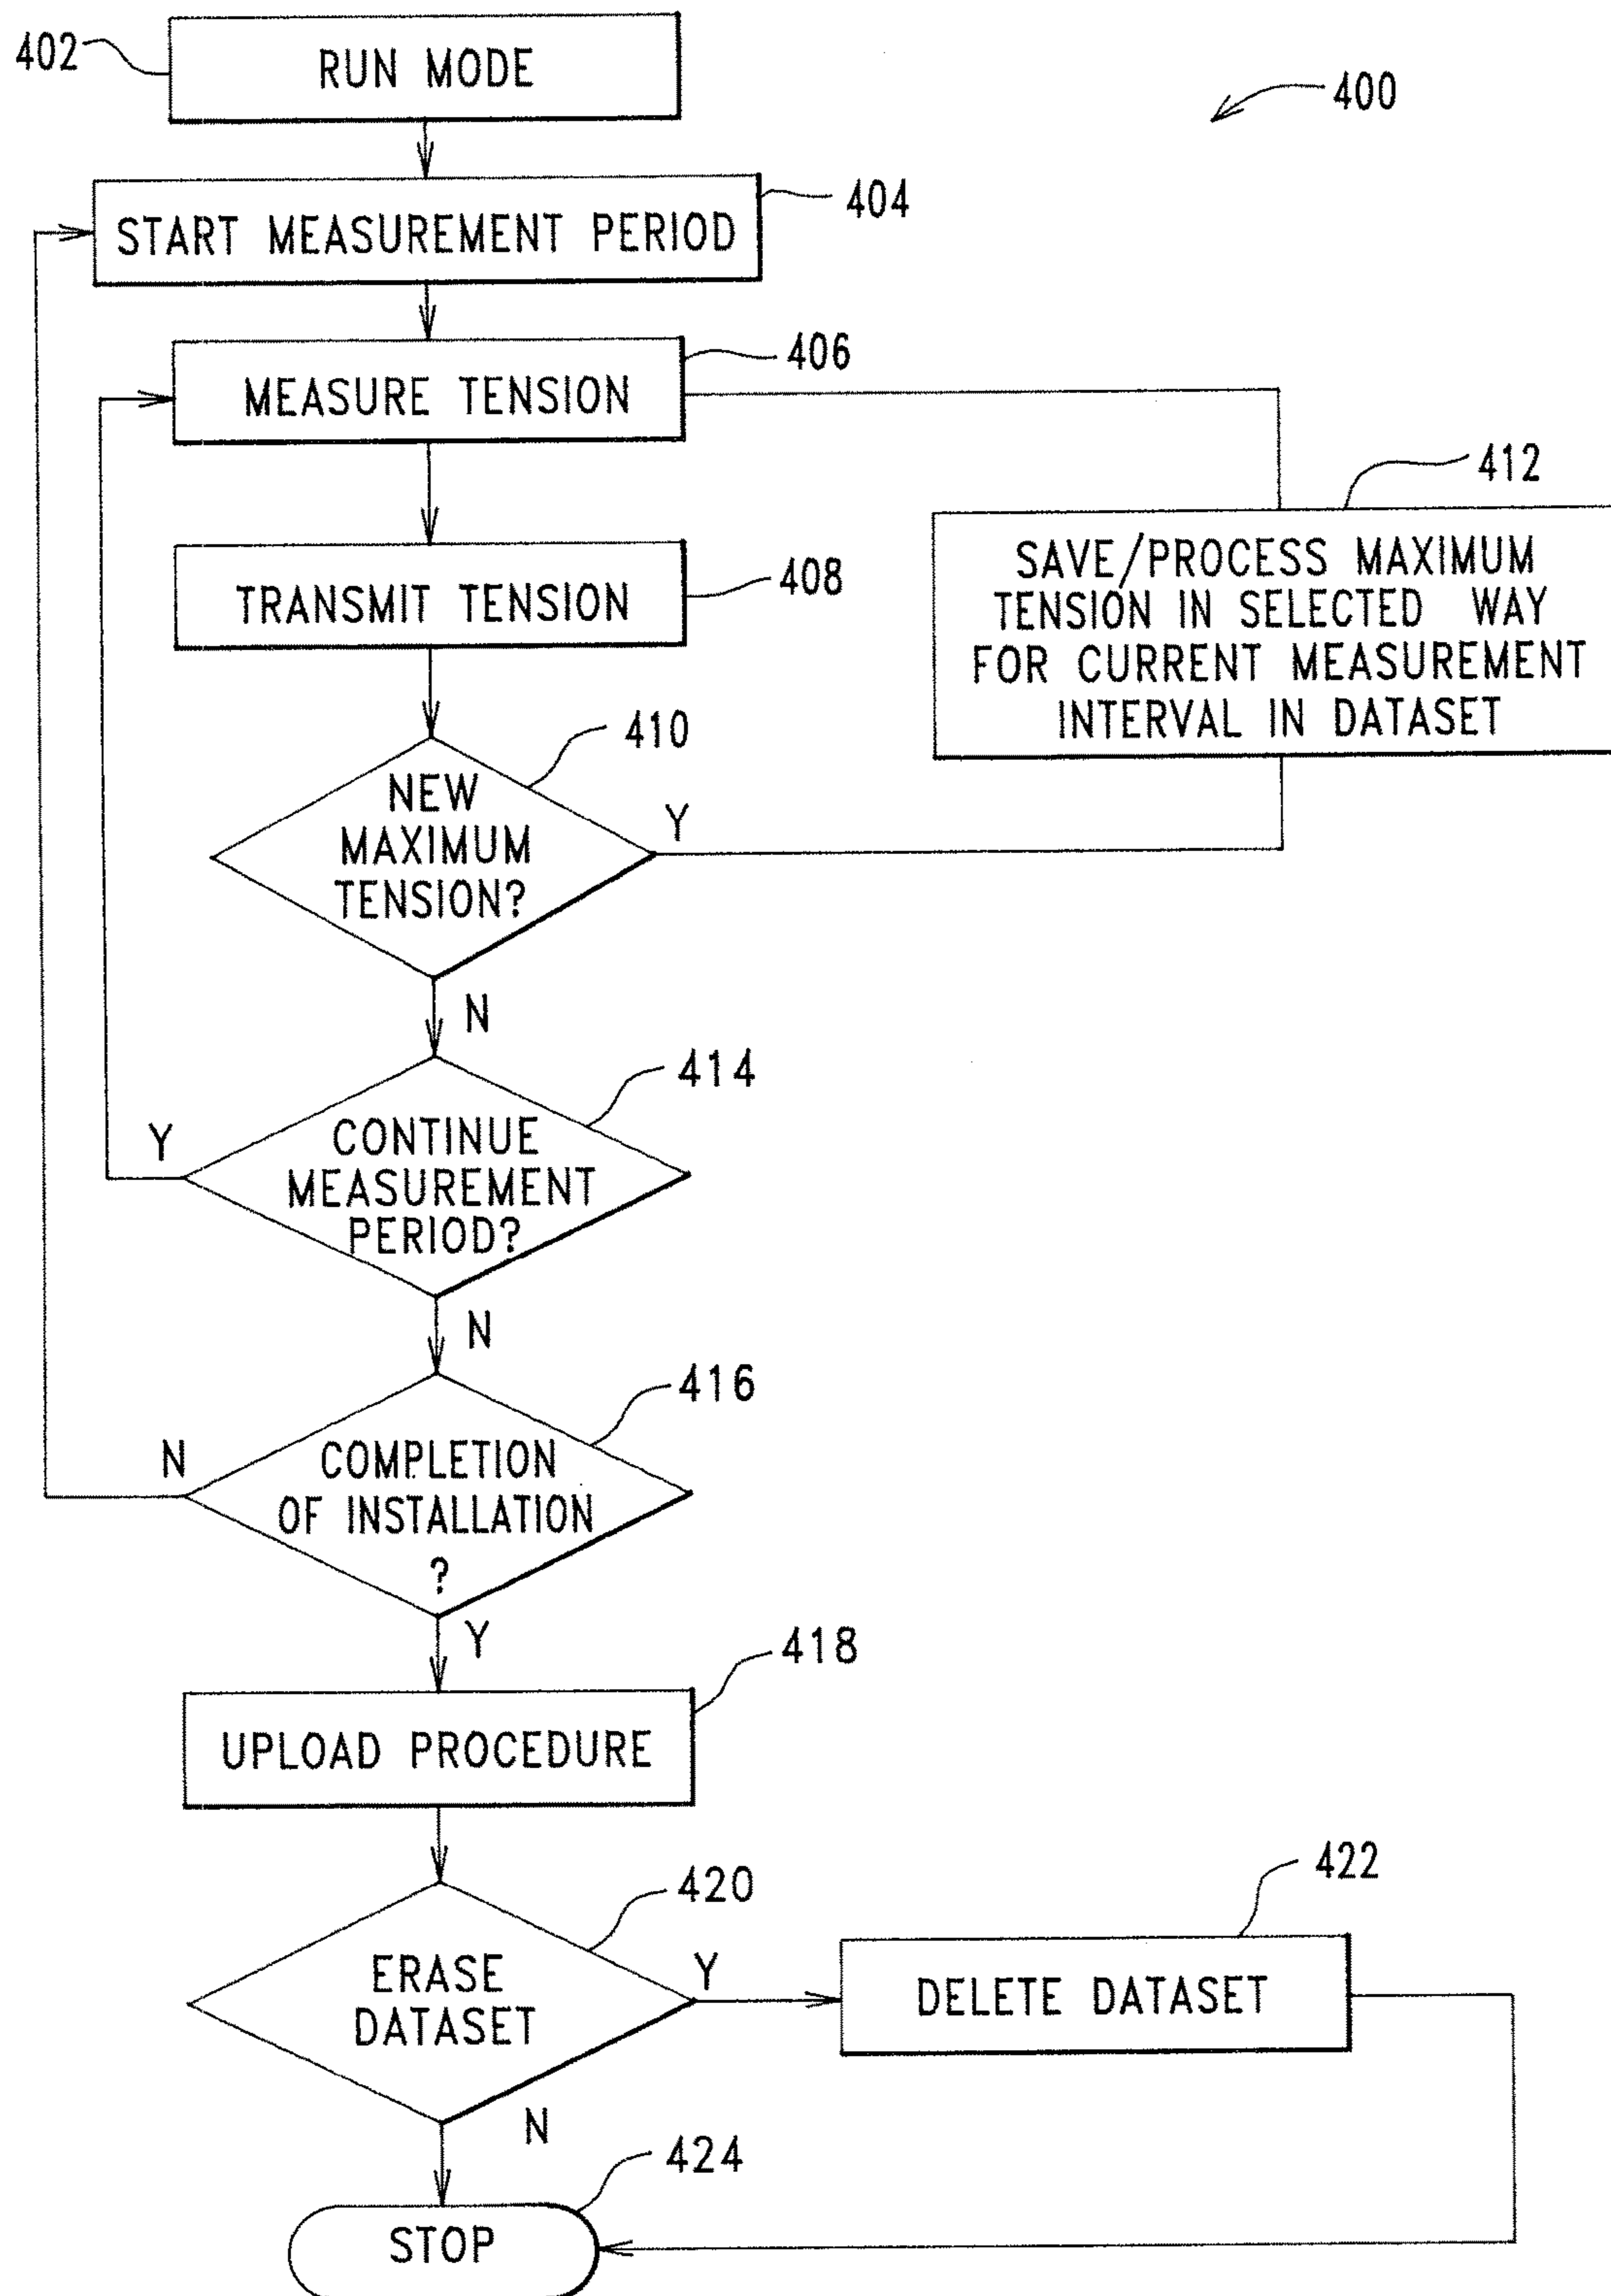 402
RUN MODE
400
404
START MEASUREMENT PERIOD
406
MEASURE TENSION
412
SAVE/PROCESS MAXIMUM
TENSION IN SELECTED WAY
FOR CURRENT MEASUREMENT
INTERVAL IN DATASET
408
TRANSMIT TENSION
410
NEW
MAXIMUM
TENSION?
Y
N
414
CONTINUE
MEASUREMENT
PERIOD?
Y
N
416
COMPLETION
OF INSTALLATION
?
N
Y
418
UPLOAD PROCEDURE
420
ERASE
DATASET
Y
422
DELETE DATASET
N
424
STOP